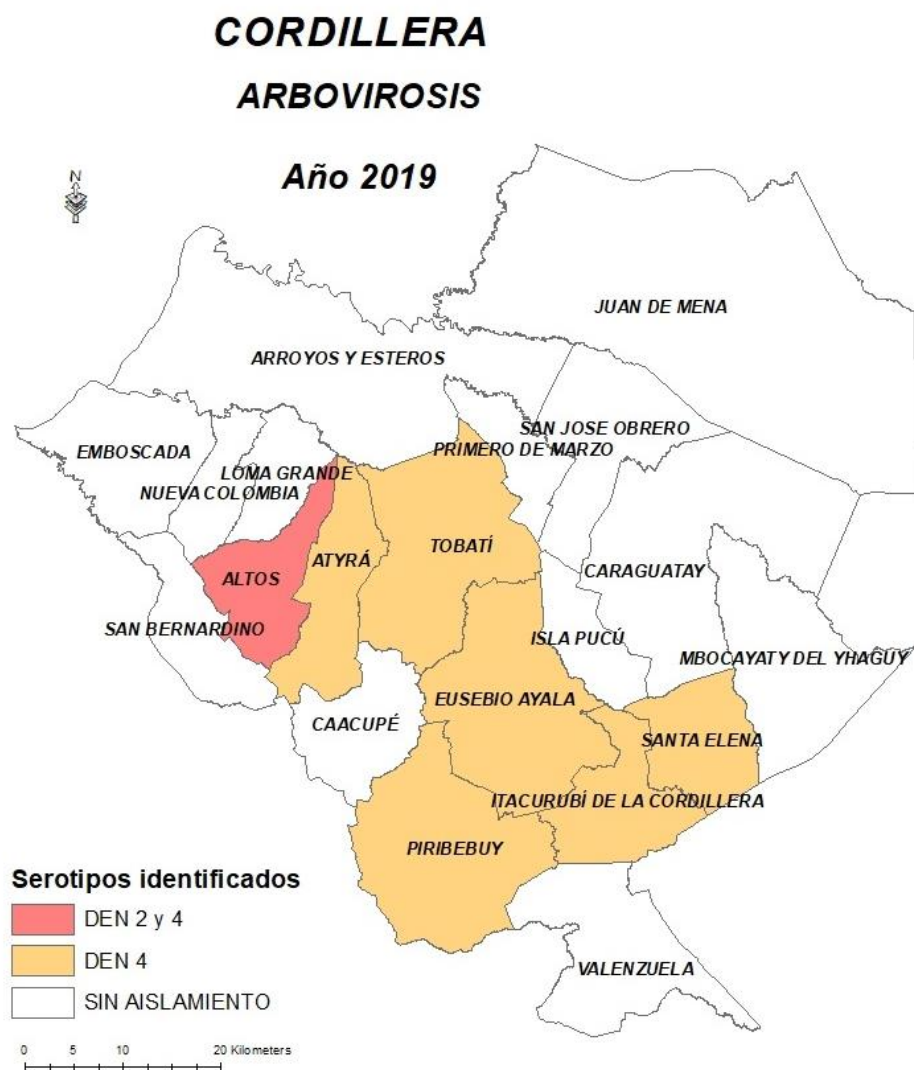 CORDILLERA
ARBOVIROSIS
Año 2019
N
JUAN DE MENA
ARROYOS Y ESTEROS
SAN JOSE OBRERO
PRIMERO DE MARZO
EMBOSCADA
LOMA GRANDE
NUEVA COLOMBIA
TOBATÍ
ATYRÁ
ALTOS
CARAGUATAY
SAN BERNARDINO
ISLA PUCÚ
MBOCAYATY DEL YHAGUY
EUSEBIO AYALA
CAACUPÉ
SANTA ELENA
ITACURUBÍ DE LA CORDILLERA
PIRIBEBUY
VALENZUELA
Serotipos identificados
DEN 2 y 4
DEN 4
SIN AISLAMIENTO
0 5 10 20 Kilometers